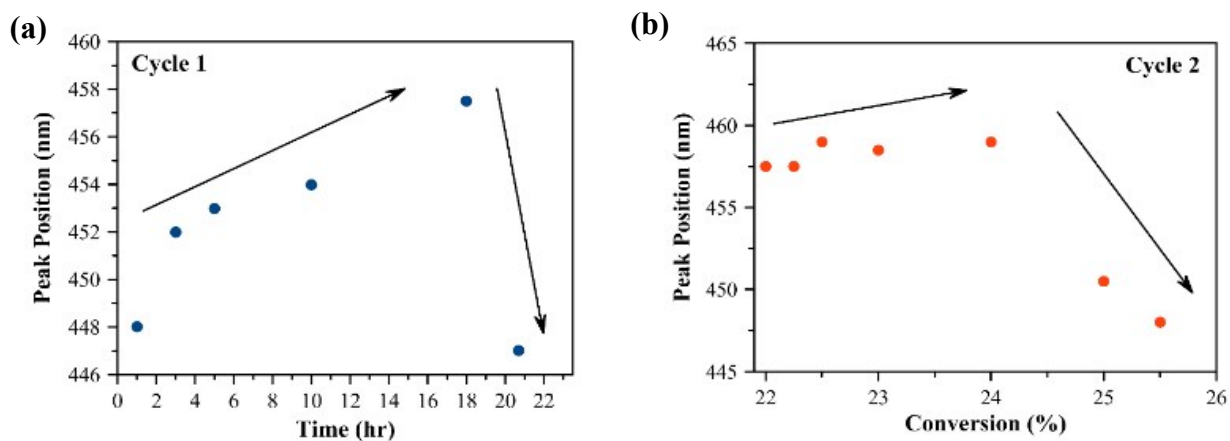 (a)
Cycle 1
460
458
456
454
452
450
448
446
Peak Position (nm)
0 2 4 6 8 10 12 14 16 18 20 22
Time (hr)
(b)
Cycle 2
465
460
455
450
445
Peak Position (nm)
22 23 24 25 26
Conversion (%)